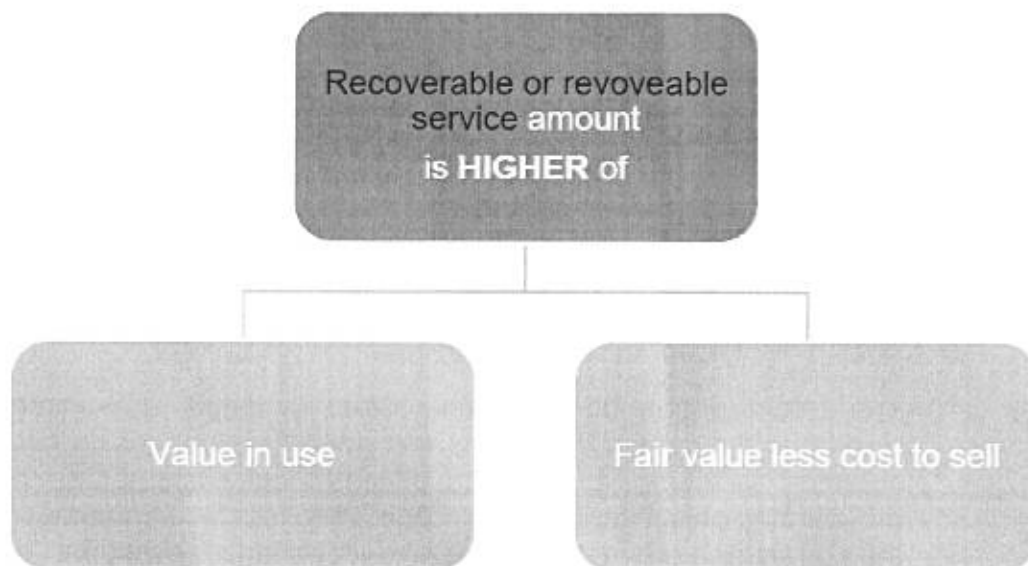 Recoverable or revoveable
service amount
is HIGHER of
Value in use
Fair value less cost to sell